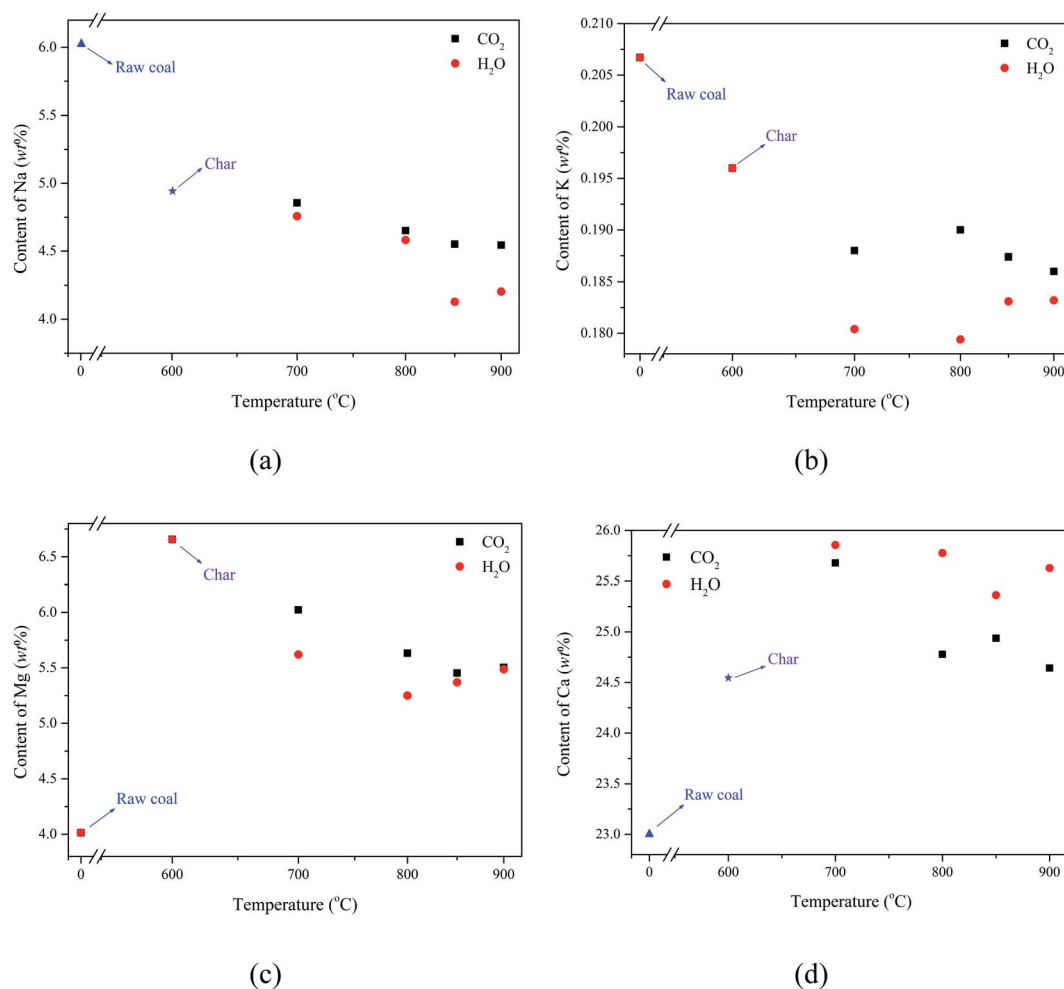 6.0
5.5
5.0
4.5
4.0
Content of Na (wt%)
CO2
H2O
Raw coal
Char
0 600 700 800 900
Temperature (oC)
(a)
0.210
0.205
0.200
0.195
0.190
0.185
0.180
Content of K (wt%)
CO2
H2O
Raw coal
Char
0 600 700 800 900
Temperature (oC)
(b)
6.5
6.0
5.5
5.0
4.5
4.0
Content of Mg (wt%)
CO2
H2O
Char
Raw coal
0 600 700 800 900
Temperature (oC)
(c)
26.0
25.5
25.0
24.5
24.0
23.5
23.0
Content of Ca (wt%)
CO2
H2O
Char
Raw coal
0 600 700 800 900
Temperature (oC)
(d)